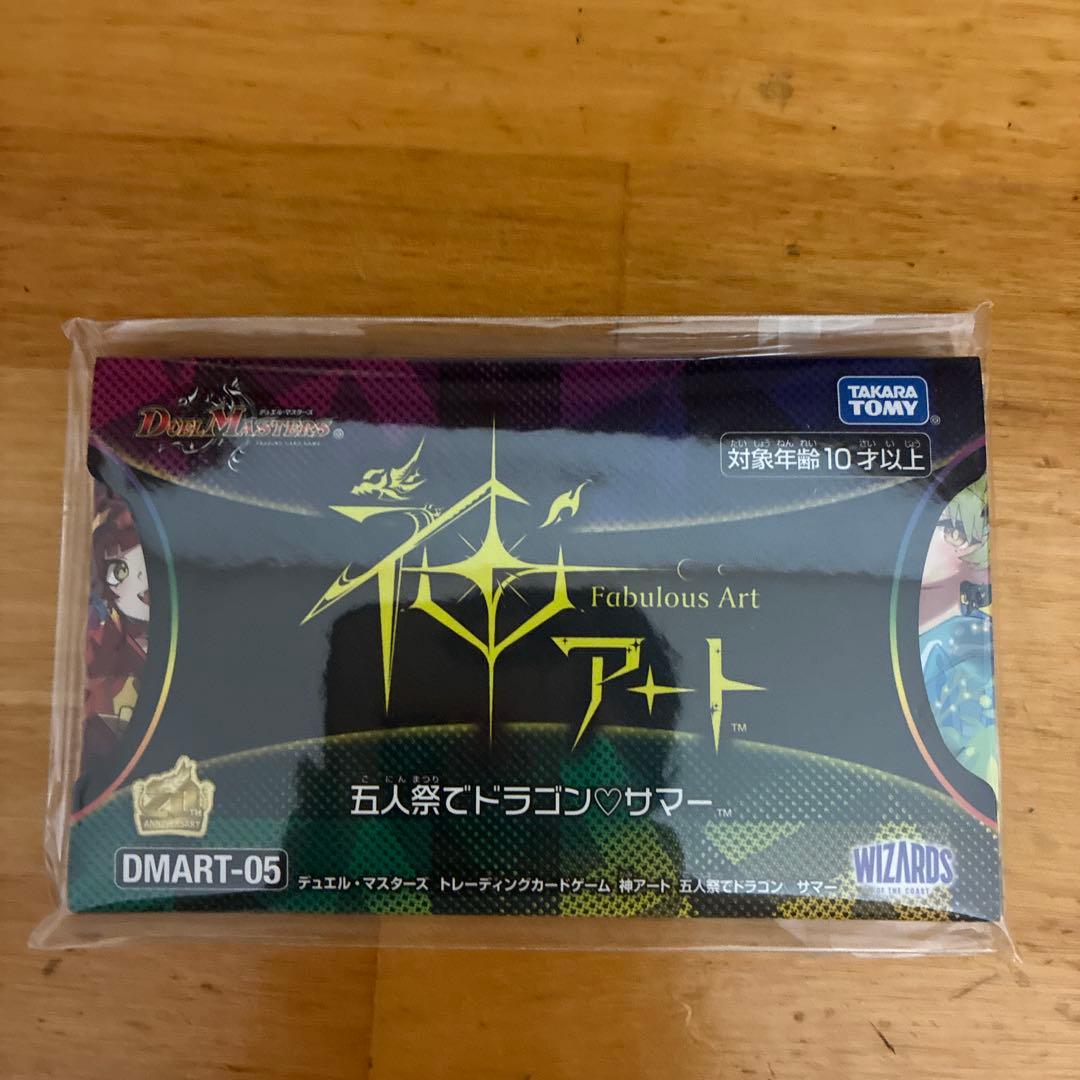 デュエル・マスターズ
DUEL MASTERS®
TRADING CARD GAME
TAKARA TOMY®
たいしょうねんれい さいいじょう
対象年齢10才以上
神
Fabulous Art
アート™
ごにんまつり
五人祭でドラゴン♡サマー™
20TH
ANNIVERSARY
DMART-05
デュエル・マスターズ トレーディングカードゲーム 神アート 五人祭でドラゴン サマー
WIZARDS
OF THE COAST